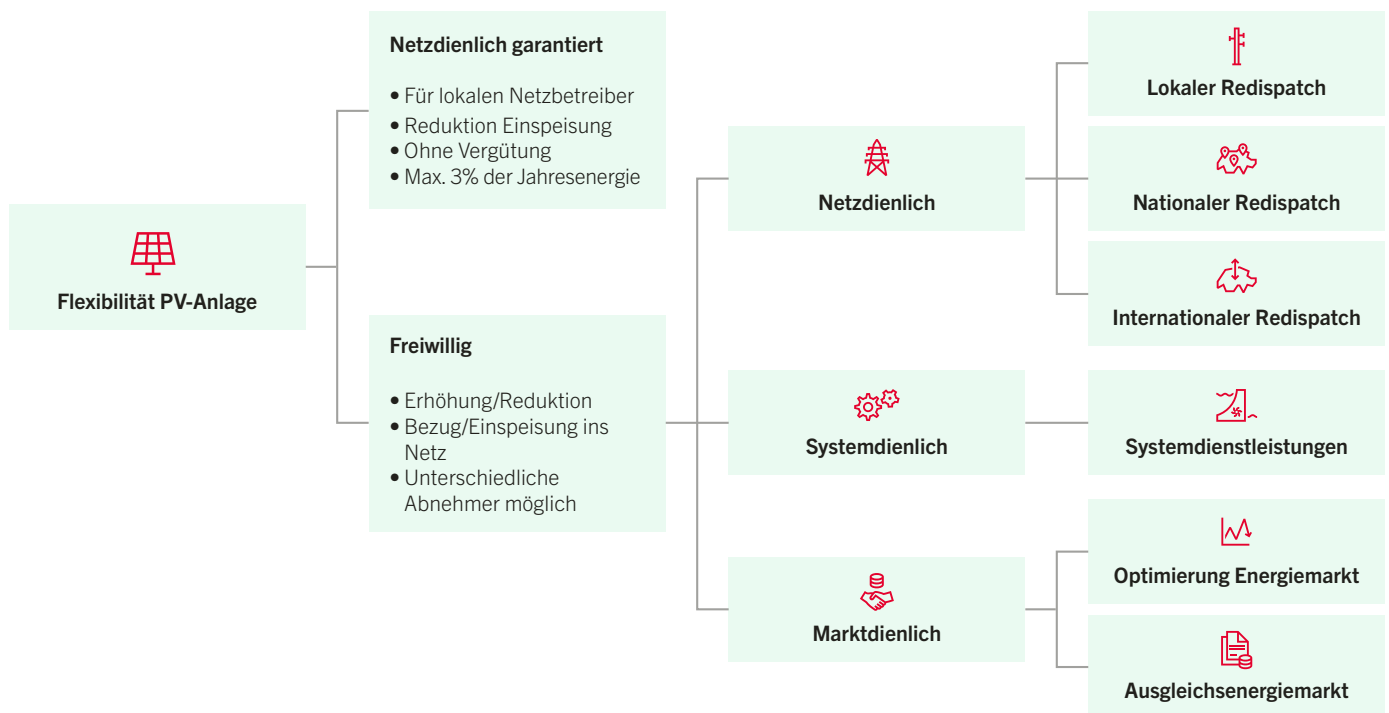 Flexibilität PV-Anlage
Netzdienlich garantiert
• Für lokalen Netzbetreiber
• Reduktion Einspeisung
• Ohne Vergütung
• Max. 3% der Jahresenergie
Freiwillig
• Erhöhung/Reduktion
• Bezug/Einspeisung ins
Netz
• Unterschiedliche
Abnehmer möglich
Netzdienlich
Systemdienlich
Marktdienlich
Lokaler Redispatch
Nationaler Redispatch
Internationaler Redispatch
Systemdienstleistungen
Optimierung Energiemarkt
Ausgleichsenergiemarkt